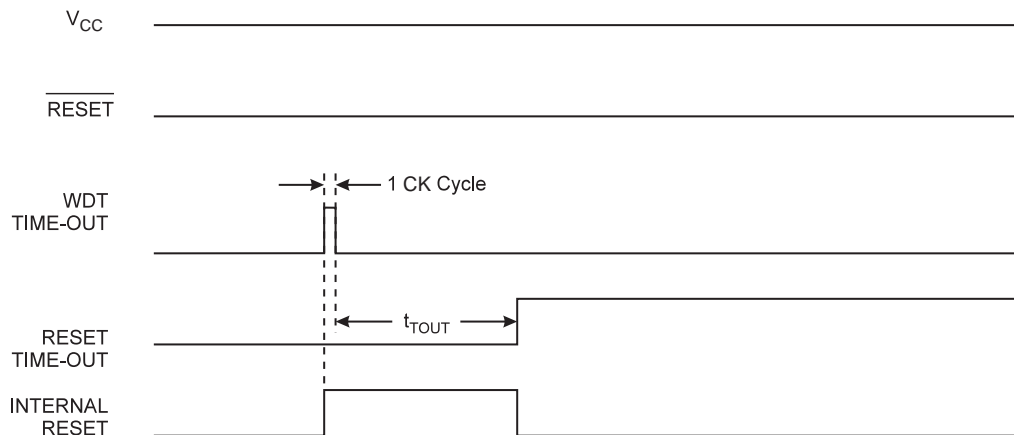 VCC
RESET
1 CK Cycle
WDT
TIME-OUT
tTOUT
RESET
TIME-OUT
INTERNAL
RESET